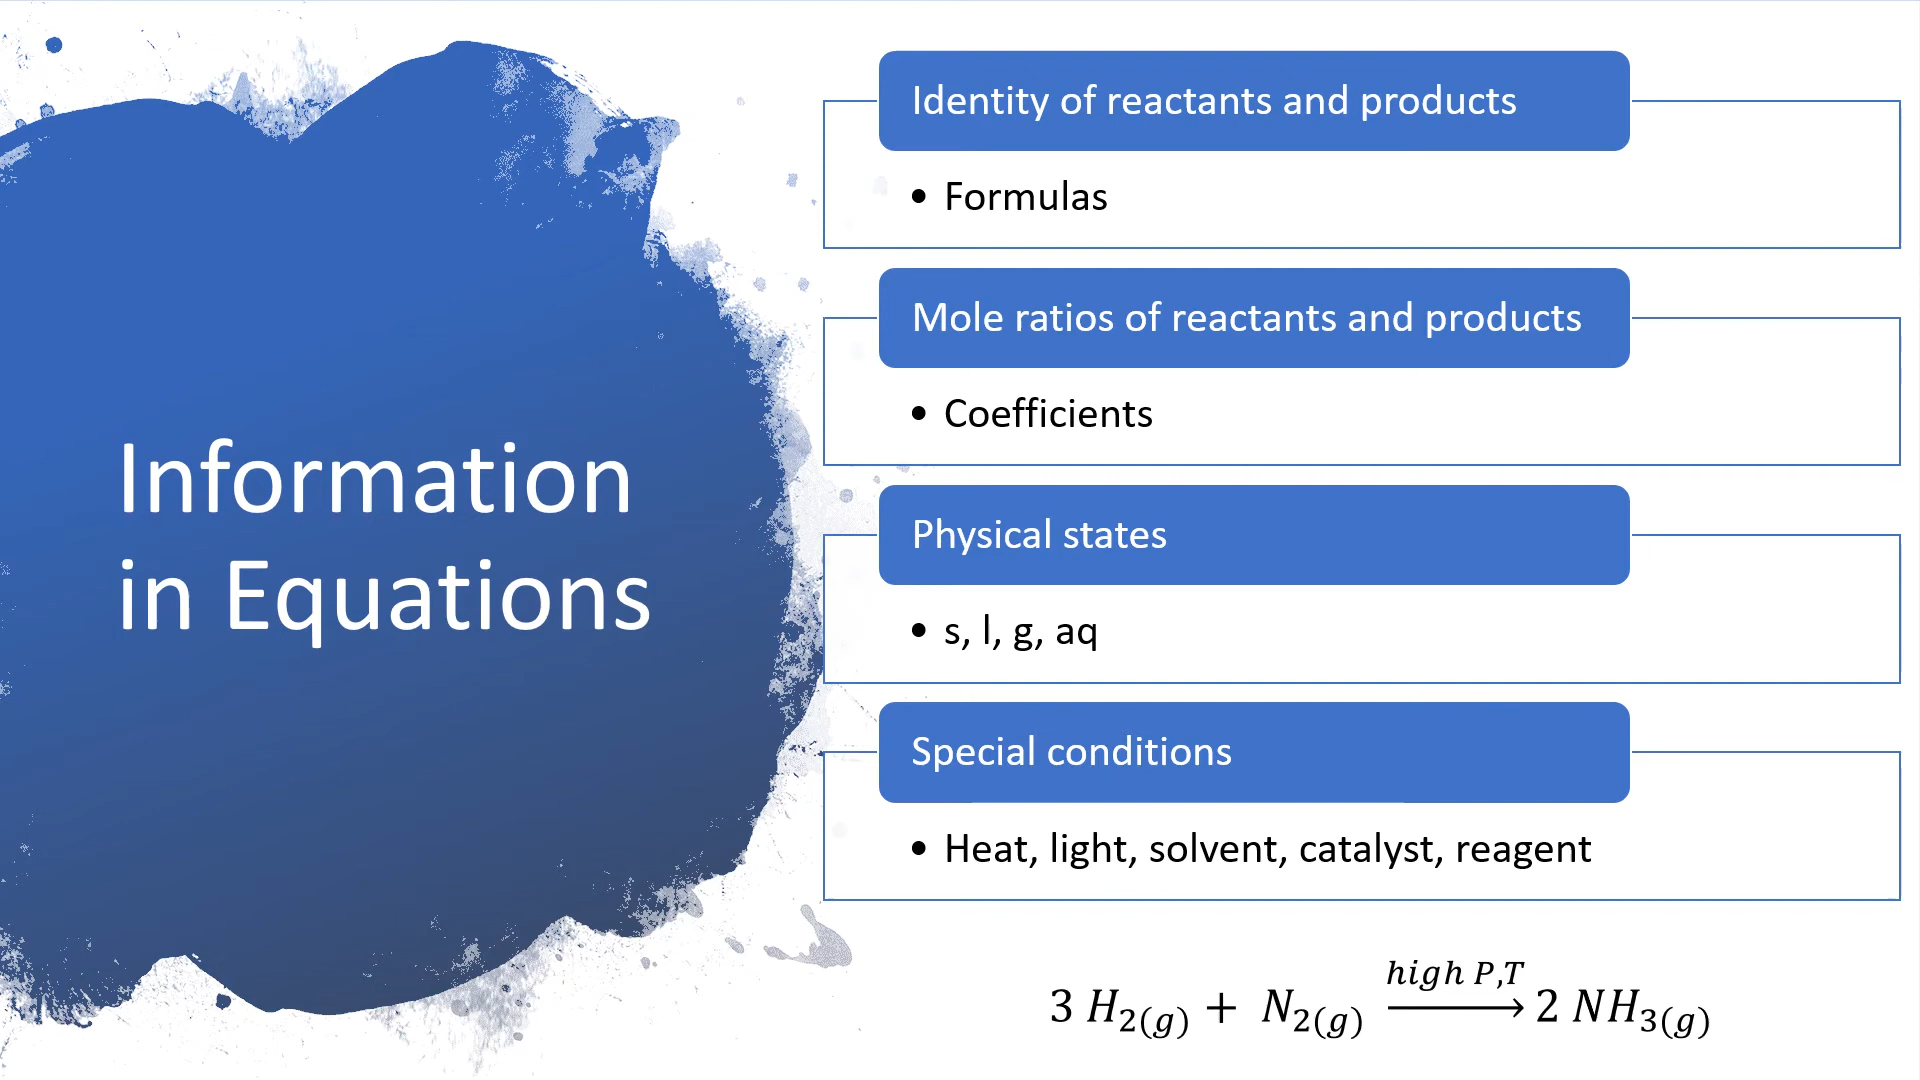 Information
in Equations
Identity of reactants and products
• Formulas
Mole ratios of reactants and products
• Coefficients
Physical states
• s, l, g, aq
Special conditions
• Heat, light, solvent, catalyst, reagent
high P,T
3 H2(g) + N2(g) ⟶ 2 NH3(g)